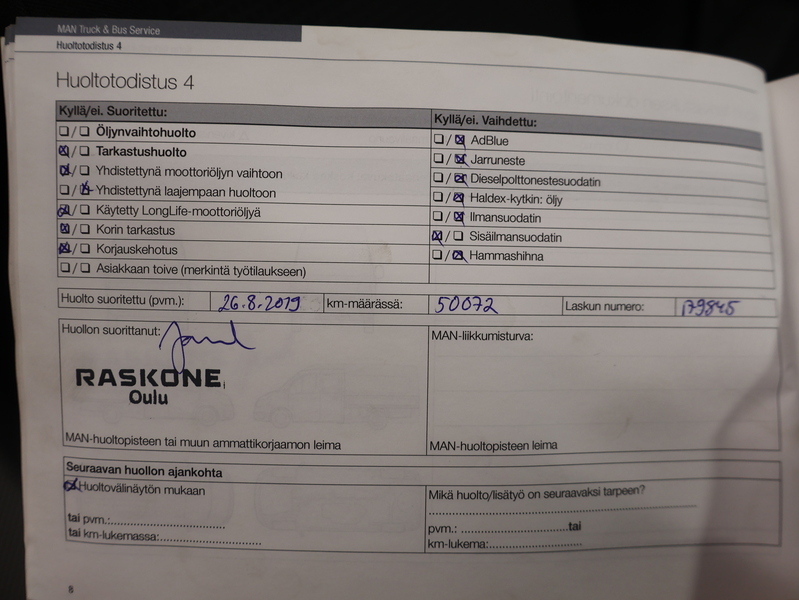 MAN Truck & Bus Service
Huoltotodistus 4
Huoltotodistus 4
Kyllä/ei. Suoritettu:
Öljynvaihtohuolto
Tarkastushuolto
Yhdistettynä moottoriöljyn vaihtoon
Yhdistettynä laajempaan huoltoon
Käytetty LongLife-moottoriöljyä
Korin tarkastus
Korjauskehotus
Asiakkaan toive (merkintä työtilaukseen)
Kyllä/ei. Vaihdettu:
AdBlue
Jarruneste
Dieselpolttonestesuodatin
Haldex-kytkin: öljy
Ilmansuodatin
Sisäilmansuodatin
Hammashihna
Huolto suoritettu (pvm.): 26.8.2019 km-määrässä: 50072 Laskun numero: 179845
Huollon suorittanut:
RASKONE
Oulu
MAN-huoltopisteen tai muun ammattikorjaamon leima
MAN-liikkumisturva:
MAN-huoltopisteen leima
Seuraavan huollon ajankohta
Huoltovälinäytön mukaan
tai pvm.:
tai km-lukemassa:
Mikä huolto/lisätyö on seuraavaksi tarpeen?
pvm.: tai
km-lukema:
8